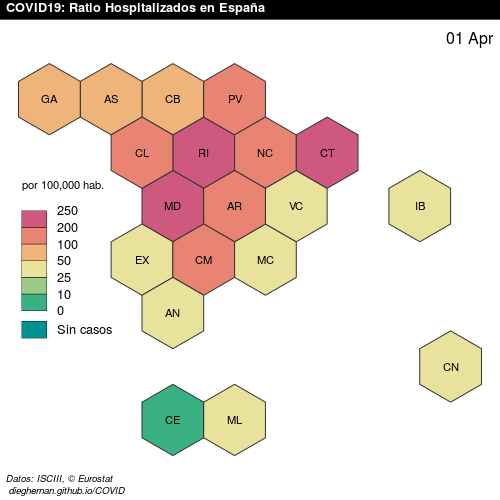 COVID19: Ratio Hospitalizados en España
01 Apr
GA AS CB PV
CL RI NC CT
por 100,000 hab.
MD AR VC IB
250
200
100
50
25
10
0
Sin casos
EX CM MC
AN
CN
CE ML
Datos: ISCIII, © Eurostat
dieghernan.github.io/COVID